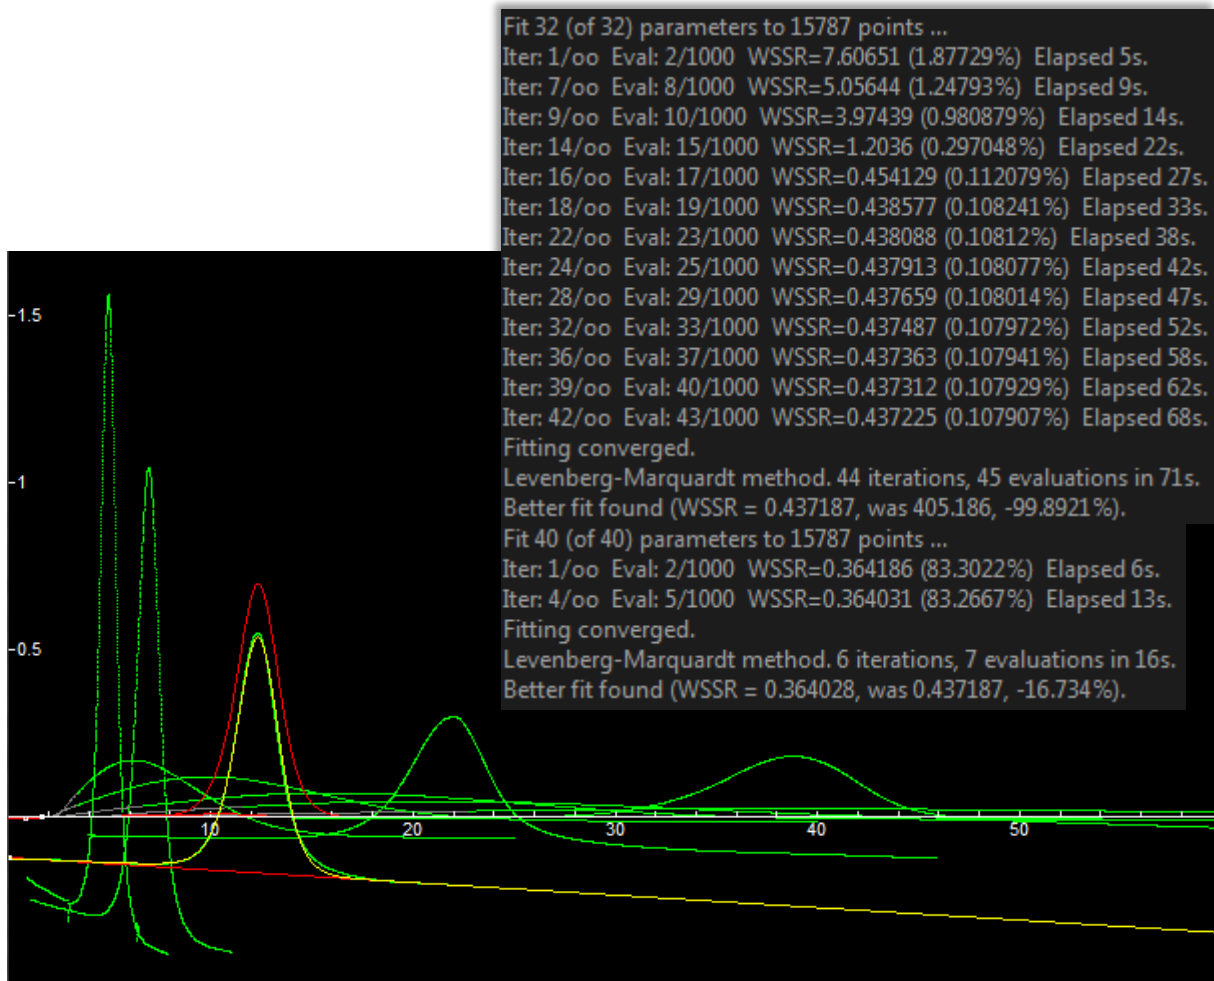 Fit 32 (of 32) parameters to 15787 points ...
Iter: 1/oo Eval: 2/1000 WSSR=7.60651 (1.87729%) Elapsed 5s.
Iter: 7/oo Eval: 8/1000 WSSR=5.05644 (1.24793%) Elapsed 9s.
Iter: 9/oo Eval: 10/1000 WSSR=3.97439 (0.980879%) Elapsed 14s.
Iter: 14/oo Eval: 15/1000 WSSR=1.2036 (0.297048%) Elapsed 22s.
Iter: 16/oo Eval: 17/1000 WSSR=0.454129 (0.112079%) Elapsed 27s.
Iter: 18/oo Eval: 19/1000 WSSR=0.438577 (0.108241%) Elapsed 33s.
Iter: 22/oo Eval: 23/1000 WSSR=0.438088 (0.10812%) Elapsed 38s.
Iter: 24/oo Eval: 25/1000 WSSR=0.437913 (0.108077%) Elapsed 42s.
Iter: 28/oo Eval: 29/1000 WSSR=0.437659 (0.108014%) Elapsed 47s.
Iter: 32/oo Eval: 33/1000 WSSR=0.437487 (0.107972%) Elapsed 52s.
Iter: 36/oo Eval: 37/1000 WSSR=0.437363 (0.107941%) Elapsed 58s.
Iter: 39/oo Eval: 40/1000 WSSR=0.437312 (0.107929%) Elapsed 62s.
Iter: 42/oo Eval: 43/1000 WSSR=0.437225 (0.107907%) Elapsed 68s.
Fitting converged.
Levenberg-Marquardt method. 44 iterations, 45 evaluations in 71s.
Better fit found (WSSR = 0.437187, was 405.186, -99.8921%).
Fit 40 (of 40) parameters to 15787 points ...
Iter: 1/oo Eval: 2/1000 WSSR=0.364186 (83.3022%) Elapsed 6s.
Iter: 4/oo Eval: 5/1000 WSSR=0.364031 (83.2667%) Elapsed 13s.
Fitting converged.
Levenberg-Marquardt method. 6 iterations, 7 evaluations in 16s.
Better fit found (WSSR = 0.364028, was 0.437187, -16.734%).
1.5
1
0.5
10 20 30 40 50